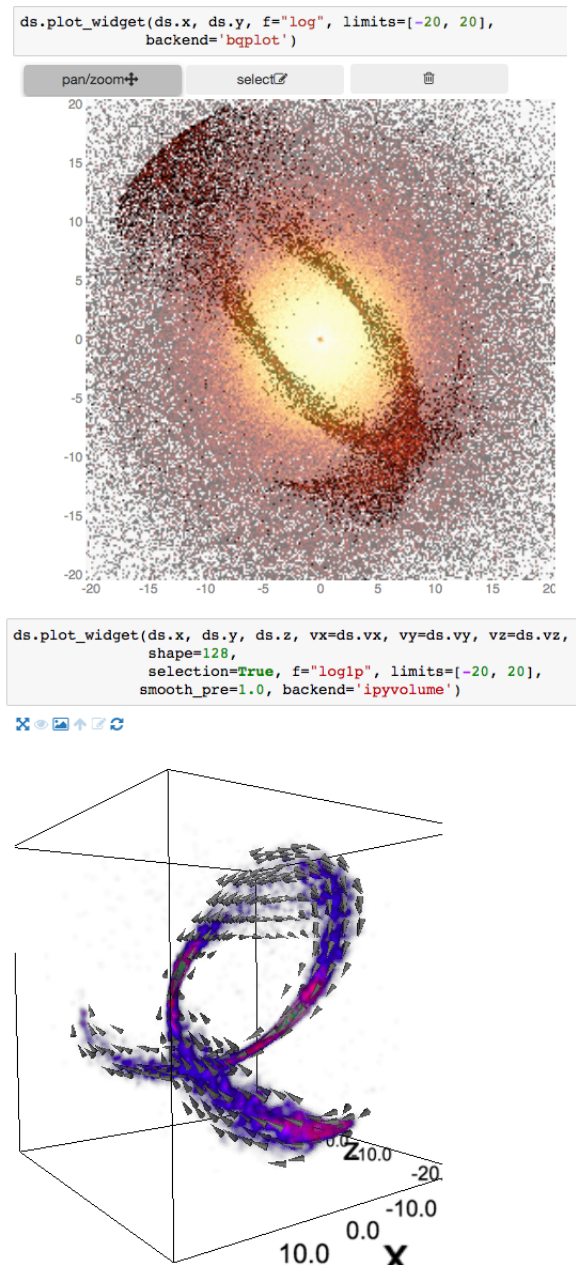 ds.plot_widget(ds.x, ds.y, f="log", limits=[-20, 20],
backend='bqplot')
pan/zoom
select
20
15
10
5
0
-5
-10
-15
-20
-20
-15
-10
-5
0
5
10
15
20
ds.plot_widget(ds.x, ds.y, ds.z, vx=ds.vx, vy=ds.vy, vz=ds.vz,
shape=128,
selection=True, f="log1p", limits=[-20, 20],
smooth_pre=1.0, backend='ipyvolume')
0.0
z
10.0
-20
-10.0
0.0
X
10.0